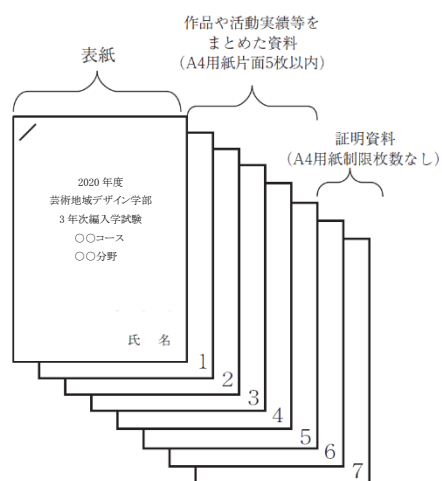 作品や活動実績等を
まとめた資料
（A4用紙片面5枚以内）
表紙
証明資料
（A4用紙制限枚数なし）
2020 年度
芸術地域デザイン学部
3 年次編入学試験
○○コース
○○分野
氏 名
1
2
3
4
5
6
7